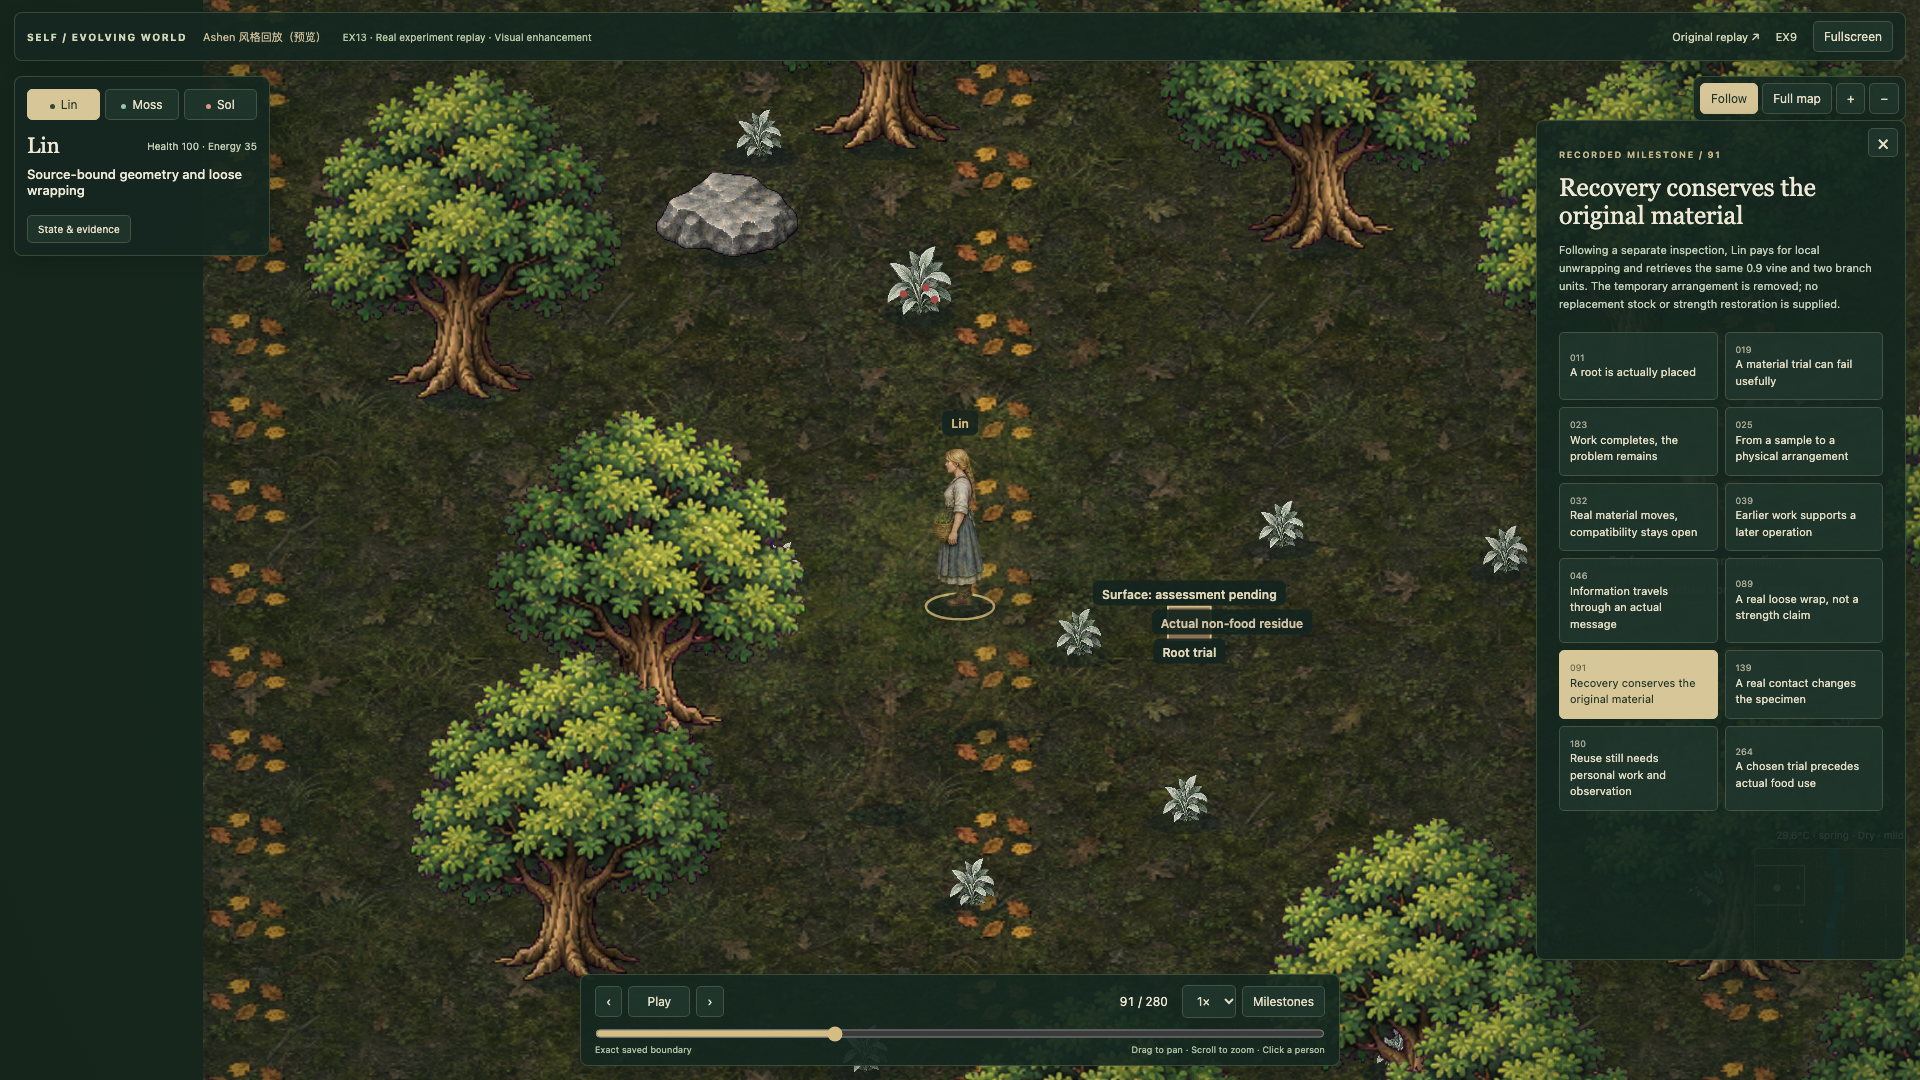 SELF / EVOLVING WORLD
Ashen 风格回放（预览）
EX13 · Real experiment replay · Visual enhancement
Original replay ↗
EX9
Fullscreen
Lin
Moss
Sol
Lin
Health 100 · Energy 35
Source-bound geometry and loose
wrapping
State & evidence
Follow
Full map
+
−
×
RECORDED MILESTONE / 91
Recovery conserves the
original material
Following a separate inspection, Lin pays for local
unwrapping and retrieves the same 0.9 vine and two branch
units. The temporary arrangement is removed; no
replacement stock or strength restoration is supplied.
011
A root is actually placed
019
A material trial can fail
usefully
023
Work completes, the
problem remains
025
From a sample to a
physical arrangement
032
Real material moves,
compatibility stays open
039
Earlier work supports a
later operation
046
Information travels
through an actual
message
089
A real loose wrap, not a
strength claim
091
Recovery conserves the
original material
139
A real contact changes
the specimen
180
Reuse still needs
personal work and
observation
264
A chosen trial precedes
actual food use
29.6°C · spring · Dry · mild
Lin
Surface: assessment pending
Actual non-food residue
Root trial
‹
Play
›
91 / 280
1×
Milestones
Exact saved boundary
Drag to pan · Scroll to zoom · Click a person